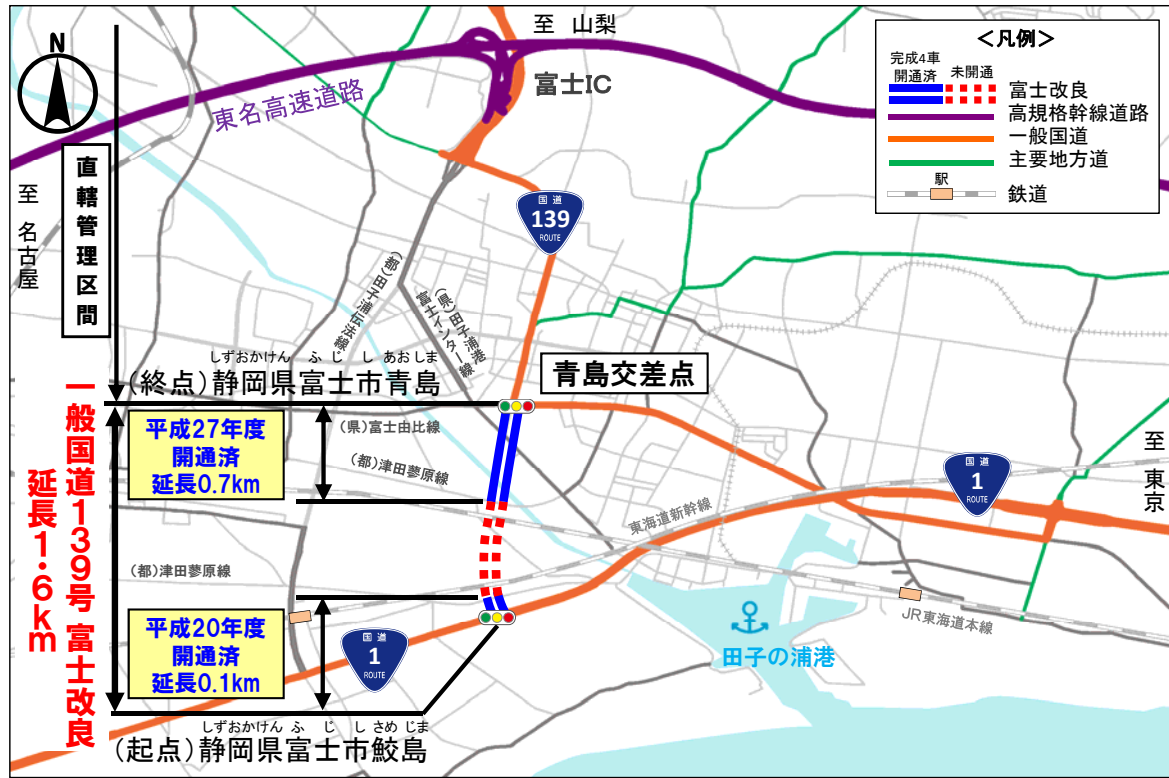 至 山梨
N
富士IC
東名高速道路
<凡例>
完成4車
開通済
未開通
富士改良
高規格幹線道路
一般国道
主要地方道
駅
鉄道
直轄管理区間
至 名古屋
国道
139
ROUTE
(都)田子浦伝法線
(県)田子浦港
富士インター線
しずおかけん ふ じ し あおしま
(終点)静岡県富士市青島
青島交差点
一般国道139号 富士改良
延長1・6km
平成27年度
開通済
延長0.7km
(県)富士由比線
(都)津田蓼原線
国道
1
ROUTE
至 東京
東海道新幹線
(都)津田蓼原線
平成20年度
開通済
延長0.1km
国道
1
ROUTE
JR東海道本線
田子の浦港
しずおかけん ふ じ し さめ じま
(起点)静岡県富士市鮫島